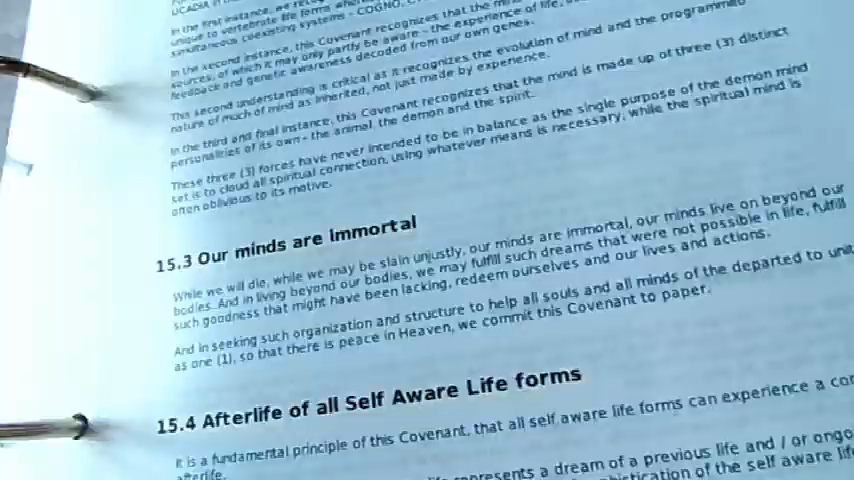 UCADIA
In the first instance, we
unique to vertebrate life forms
simultaneous coexisting systems - COGNO,
In the second instance, this Covenant recognizes that the
sources, of which it may only partly be aware - the experience of life,
feedback and genetic awareness decoded from our own genes.
This second understanding is critical as it recognizes the evolution of mind and the programmed
nature of much of mind as inherited, not just made by experience.
In the third and final instance, this Covenant recognizes that the mind is made up of three (3) distinct
personalities of its own - the animal, the demon and the spirit.
These three (3) forces have never intended to be in balance as the single purpose of the demon mind
set is to cloud all spiritual connection, using whatever means is necessary; while the spiritual mind is
often oblivious to its motive.
15.3 Our minds are immortal
While we will die, while we may be slain unjustly, our minds are immortal, our minds live on beyond our
bodies. And in living beyond our bodies, we may fulfill such dreams that were not possible in life, fulfill
such goodness that might have been lacking, redeem ourselves and our lives and actions.
And in seeking such organization and structure to help all souls and all minds of the departed to
as one (1), so that there is peace in Heaven, we commit this Covenant to paper.
15.4 Afterlife of all Self Aware Life forms
It is a fundamental principle of this Covenant, that all self aware life forms can experience a
afterlife.
represents a dream of a previous life and / or
of the self aware